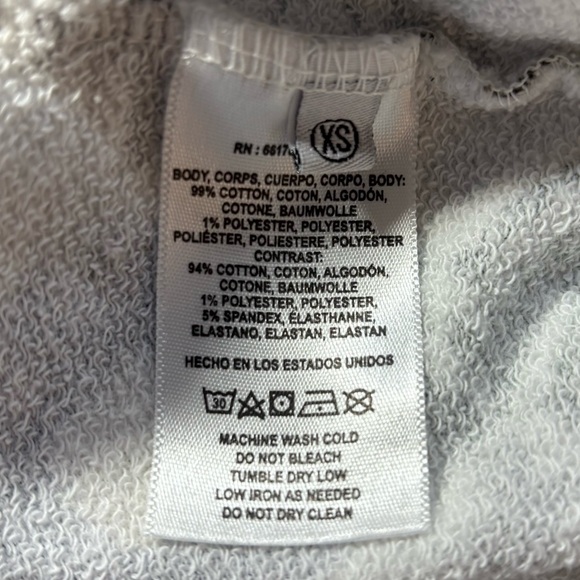 XS
RN :
BODY, CORPS, CUERPO, CORPO, BODY:
99% COTTON, COTON, ALGODÓN,
COTONE, BAUMWOLLE
1% POLYESTER, POLYESTER,
POLIÉSTER, POLIESTERE, POLYESTER
CONTRAST:
94% COTTON, COTON, ALGODÓN,
COTONE, BAUMWOLLE
1% POLYESTER, POLYESTER,
5% SPANDEX, ÉLASTHANNE,
ELASTANO, ELASTAN, ELASTAN
HECHO EN LOS ESTADOS UNIDOS
30
MACHINE WASH COLD
DO NOT BLEACH
TUMBLE DRY LOW
LOW IRON AS NEEDED
DO NOT DRY CLEAN